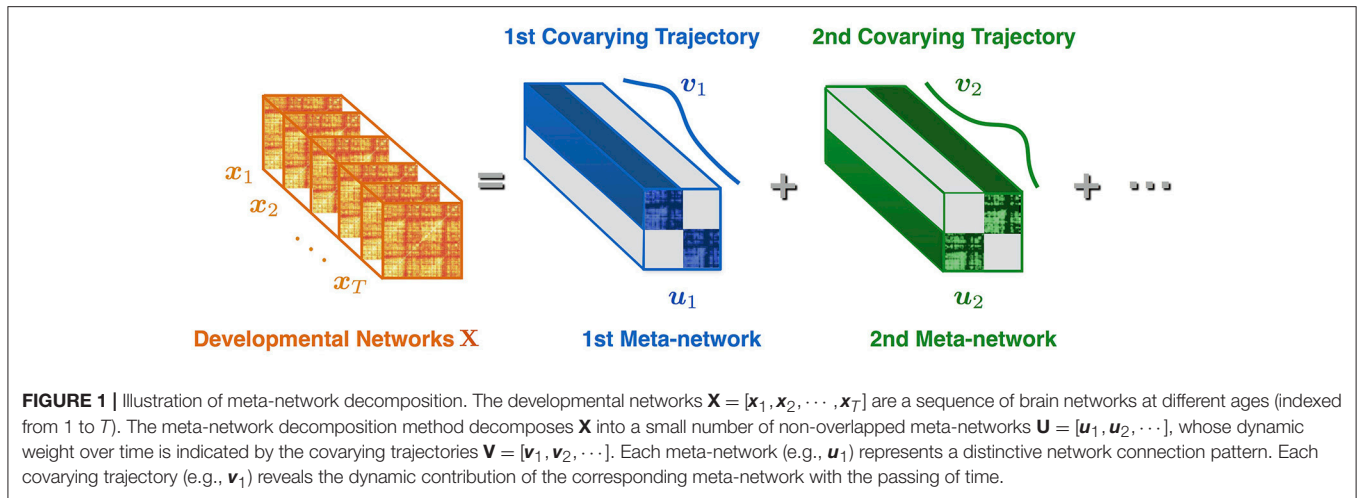 1st Covarying Trajectory 2nd Covarying Trajectory
v1 v2
x1
x2
= + + ...
. . .
xT
u1 u2
Developmental Networks X 1st Meta-network 2nd Meta-network
FIGURE 1 | Illustration of meta-network decomposition. The developmental networks X = [x1, x2, ··· , xT] are a sequence of brain networks at different ages (indexed
from 1 to T). The meta-network decomposition method decomposes X into a small number of non-overlapped meta-networks U = [u1, u2, ···], whose dynamic
weight over time is indicated by the covarying trajectories V = [v1, v2, ···]. Each meta-network (e.g., u1) represents a distinctive network connection pattern. Each
covarying trajectory (e.g., v1) reveals the dynamic contribution of the corresponding meta-network with the passing of time.